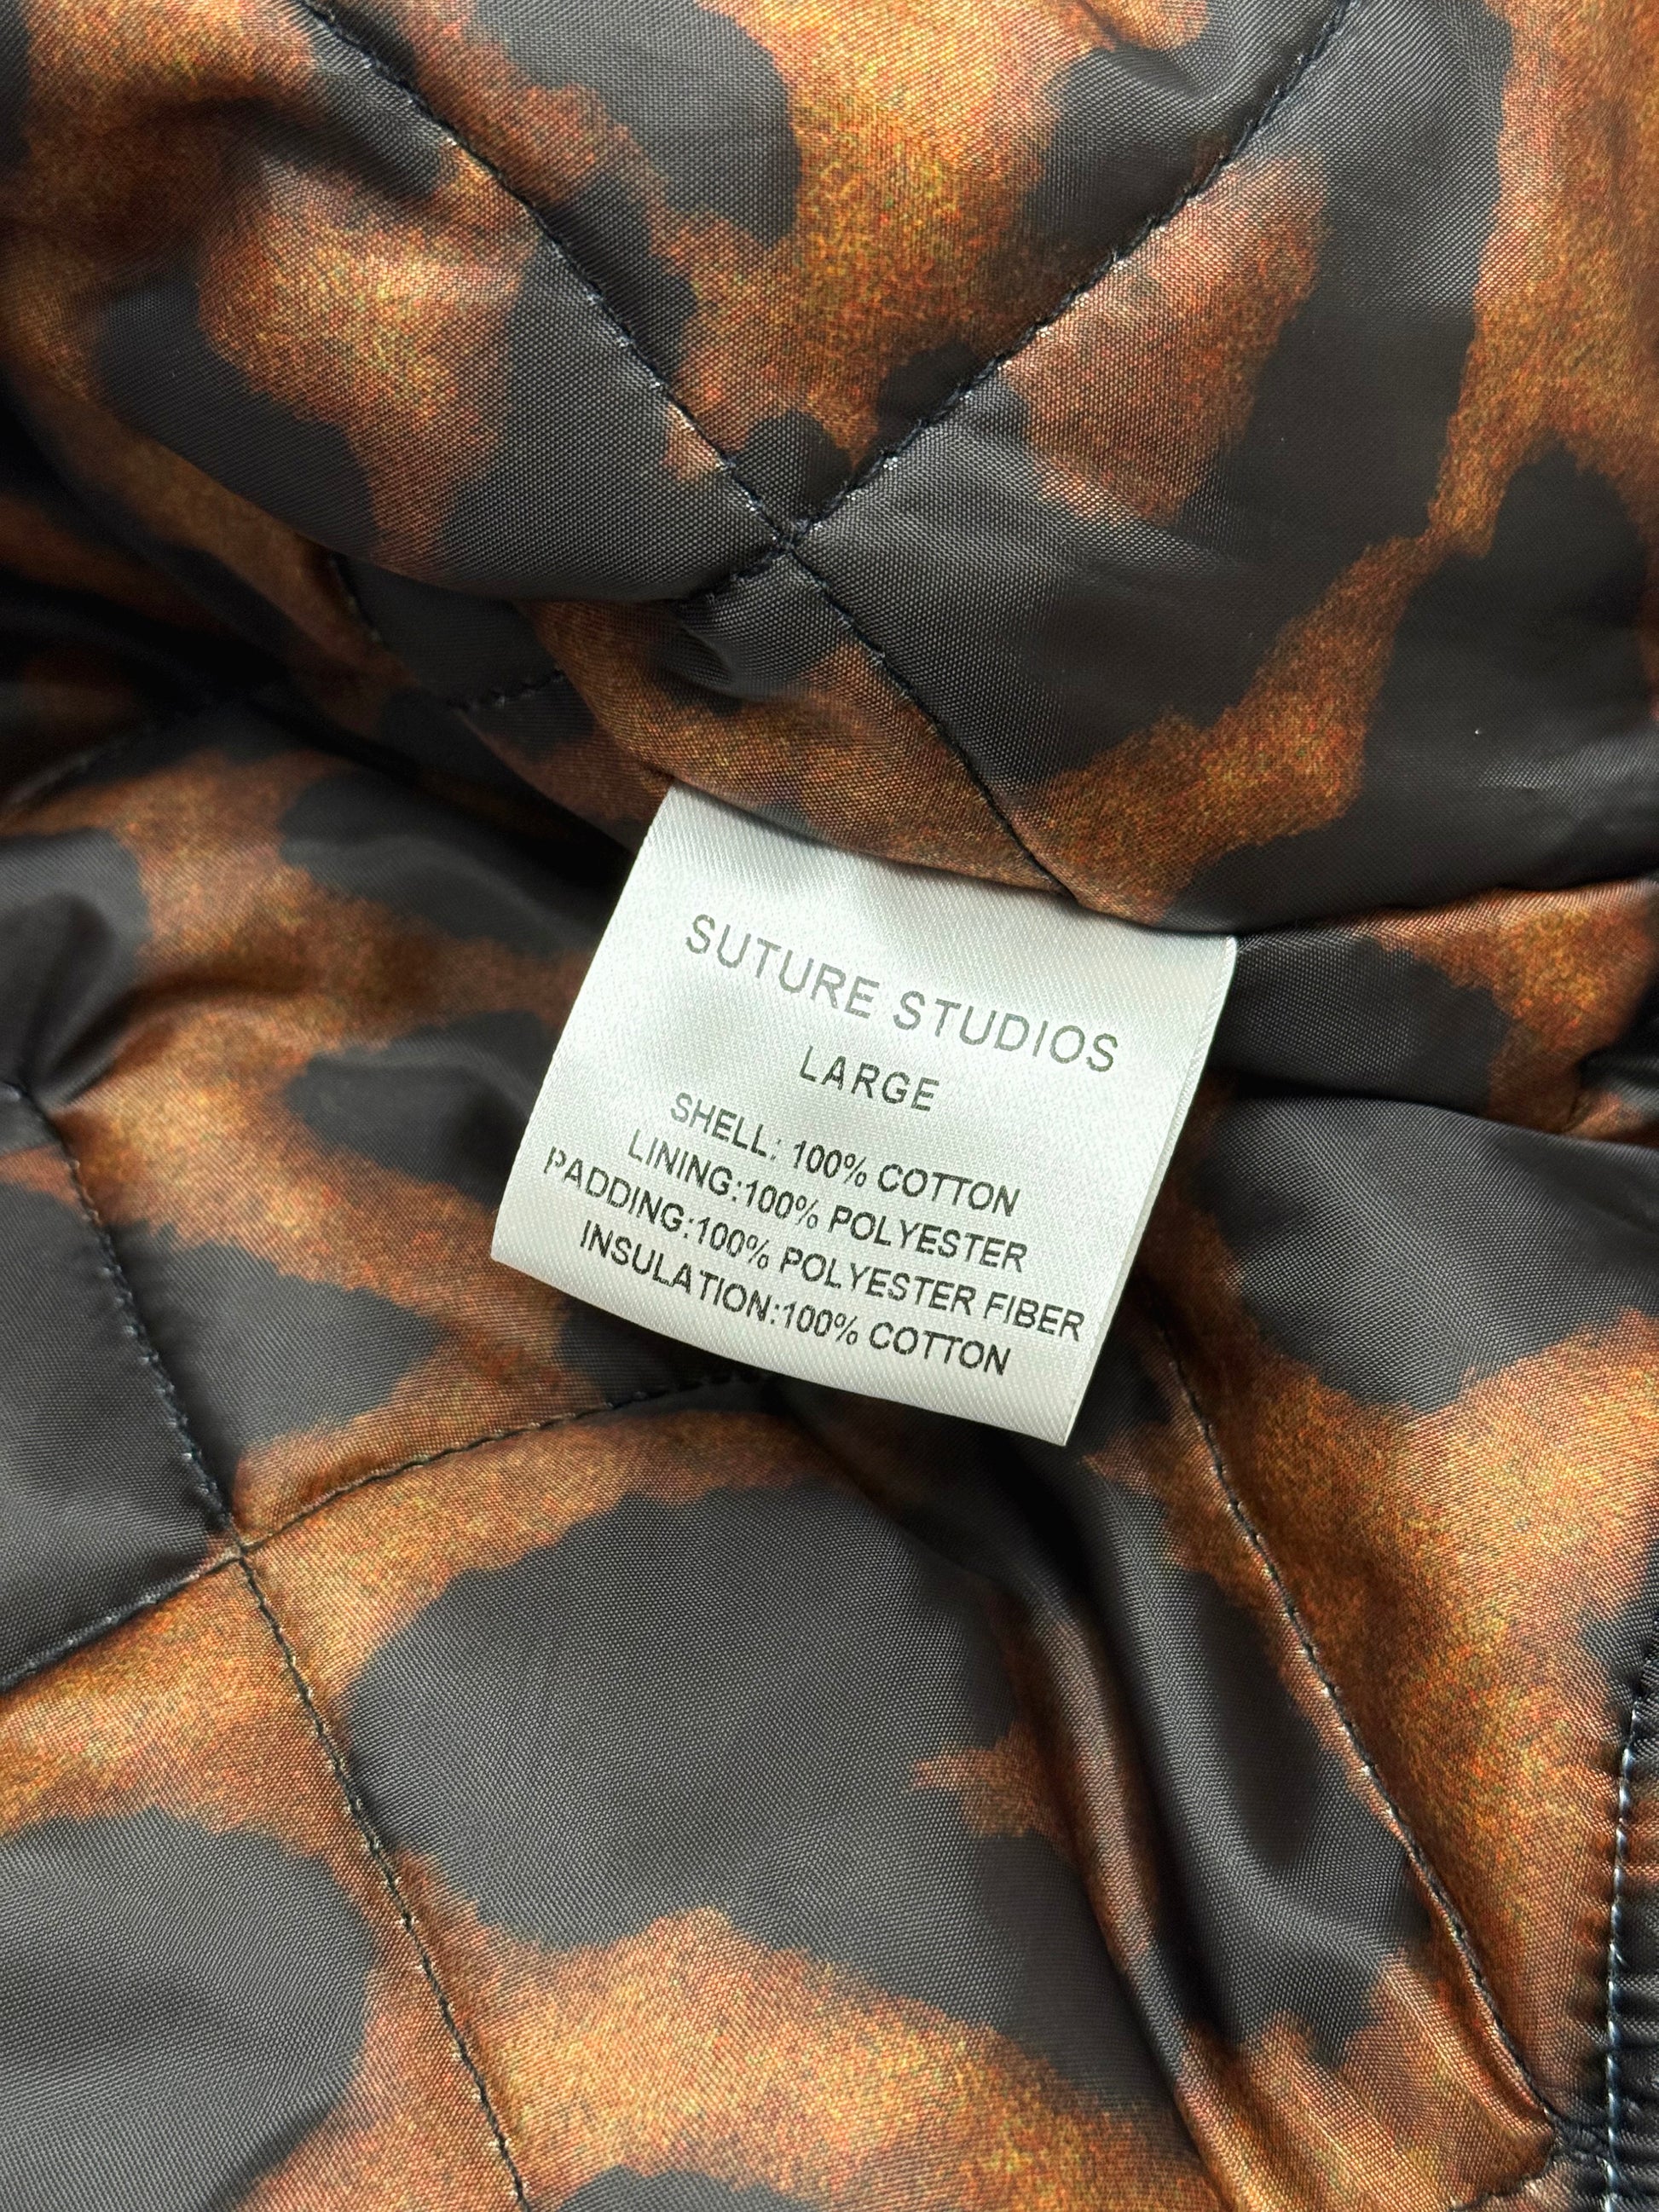 SUTURE STUDIOS
LARGE
SHELL: 100% COTTON
LINING:100% POLYESTER
PADDING:100% POLYESTER FIBER
INSULATION:100% COTTON